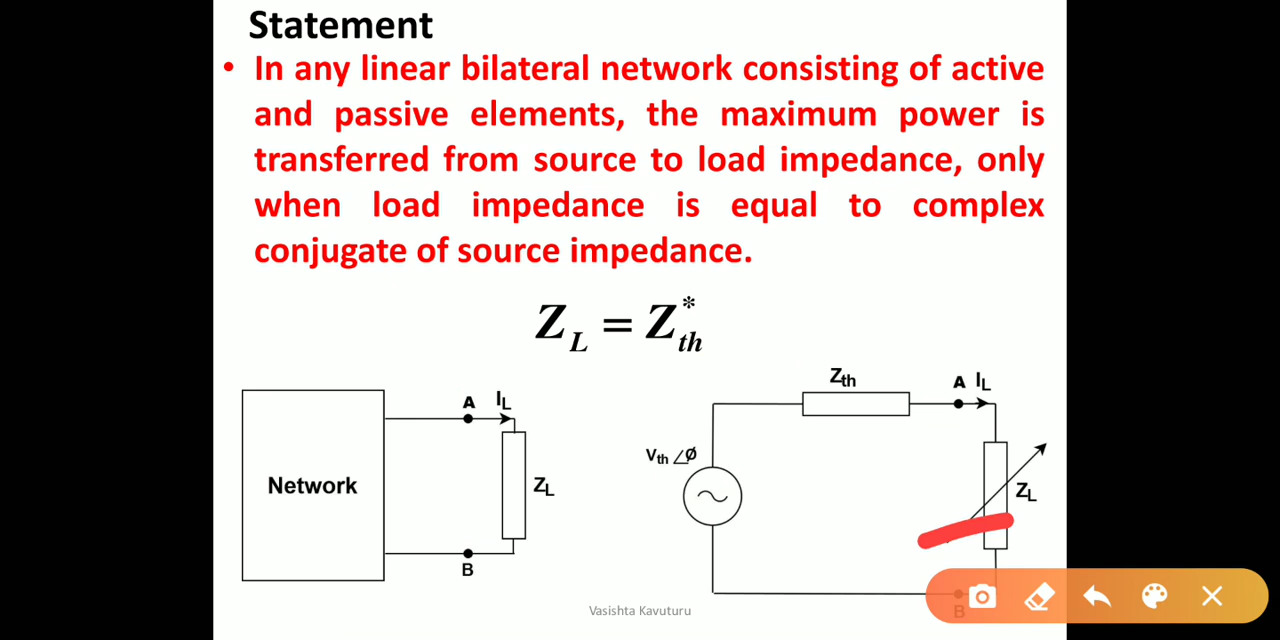 Statement
• In any linear bilateral network consisting of active
and passive elements, the maximum power is
transferred from source to load impedance, only
when load impedance is equal to complex
conjugate of source impedance.
Z_L = Z_th^*
A I_L
Network
Z_L
B
Z_th
A I_L
V_th ∠Ø
Z_L
B
Vasishta Kavuturu